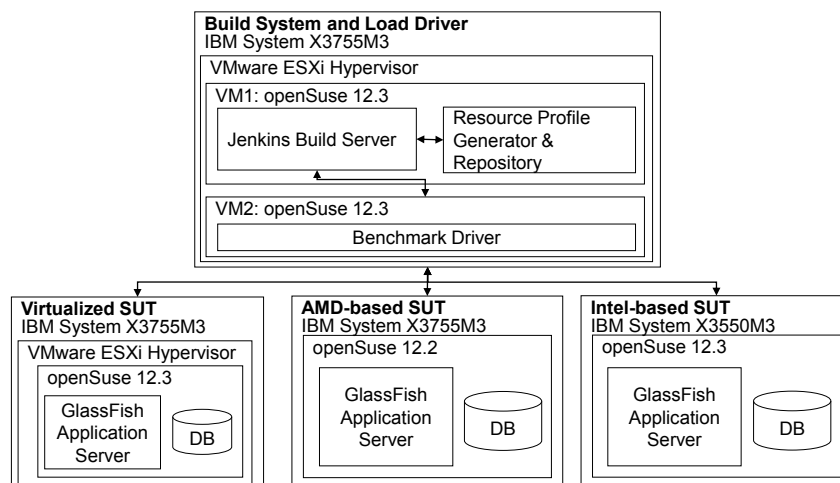 Build System and Load Driver
IBM System X3755M3
VMware ESXi Hypervisor
VM1: openSuse 12.3
Jenkins Build Server
Resource Profile
Generator &
Repository
VM2: openSuse 12.3
Benchmark Driver
Virtualized SUT
IBM System X3755M3
VMware ESXi Hypervisor
openSuse 12.3
GlassFish
Application
Server
DB
AMD-based SUT
IBM System X3755M3
openSuse 12.2
GlassFish
Application
Server
DB
Intel-based SUT
IBM System X3550M3
openSuse 12.3
GlassFish
Application
Server
DB